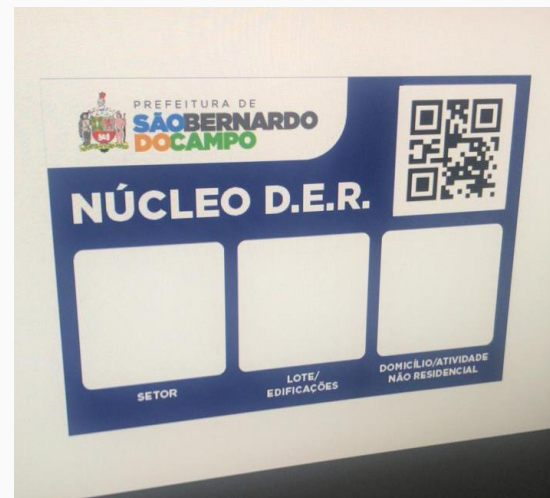 PREFEITURA DE
SÃOBERNARDO
DOCAMPO
NÚCLEO D.E.R.
SETOR
LOTE/
EDIFICAÇÕES
DOMICÍLIO/ATIVIDADE
NÃO RESIDENCIAL